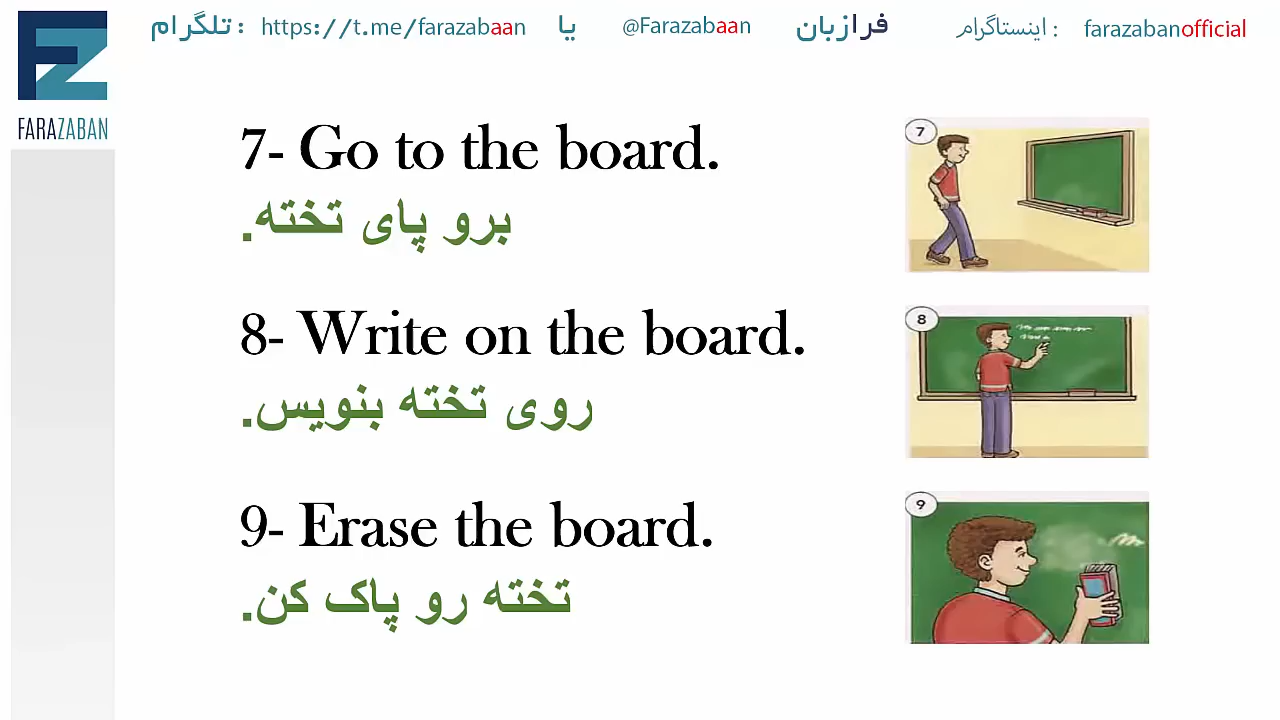 تلگرام : https://t.me/farazabaan یا @Farazabaan فرازبان اینستاگرام : farazabanofficial
FZ
FARAZABAN
7- Go to the board.
برو پای تخته.
7
8- Write on the board.
روی تخته بنویس.
8
9- Erase the board.
تخته رو پاک کن.
9